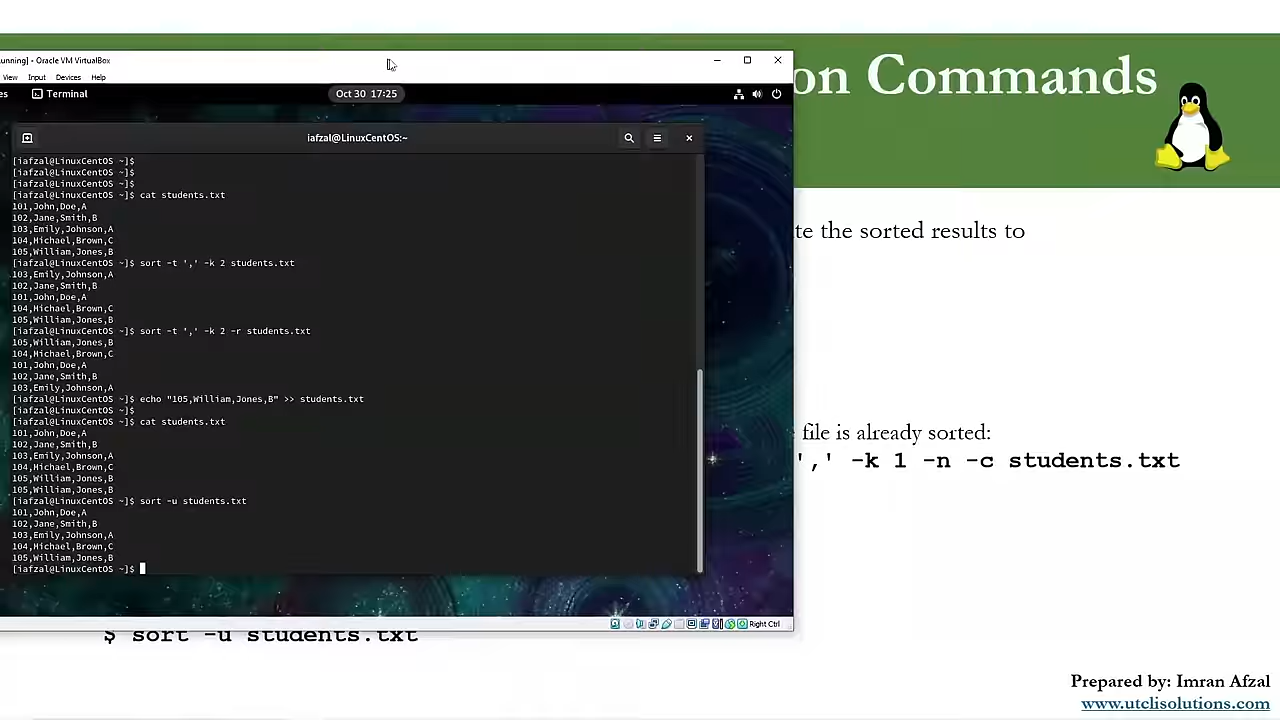 on Commands
unning] - Oracle VM VirtualBox
View Input Devices Help
es Terminal Oct 30 17:25
iafzal@LinuxCentOS:~
[iafzal@LinuxCentOS ~]$
[iafzal@LinuxCentOS ~]$
[iafzal@LinuxCentOS ~]$
[iafzal@LinuxCentOS ~]$ cat students.txt
101,John,Doe,A
102,Jane,Smith,B
103,Emily,Johnson,A
104,Michael,Brown,C
105,William,Jones,B
[iafzal@LinuxCentOS ~]$ sort -t ',' -k 2 students.txt
103,Emily,Johnson,A
102,Jane,Smith,B
101,John,Doe,A
104,Michael,Brown,C
105,William,Jones,B
[iafzal@LinuxCentOS ~]$ sort -t ',' -k 2 -r students.txt
105,William,Jones,B
104,Michael,Brown,C
101,John,Doe,A
102,Jane,Smith,B
103,Emily,Johnson,A
[iafzal@LinuxCentOS ~]$ echo "105,William,Jones,B" >> students.txt
[iafzal@LinuxCentOS ~]$
[iafzal@LinuxCentOS ~]$ cat students.txt
101,John,Doe,A
102,Jane,Smith,B
103,Emily,Johnson,A
104,Michael,Brown,C
105,William,Jones,B
105,William,Jones,B
[iafzal@LinuxCentOS ~]$ sort -u students.txt
101,John,Doe,A
102,Jane,Smith,B
103,Emily,Johnson,A
104,Michael,Brown,C
105,William,Jones,B
[iafzal@LinuxCentOS ~]$
Right Ctrl
te the sorted results to
file is already sorted:
',' -k 1 -n -c students.txt
$ sort -u students.txt
Prepared by: Imran Afzal
www.utclisolutions.com